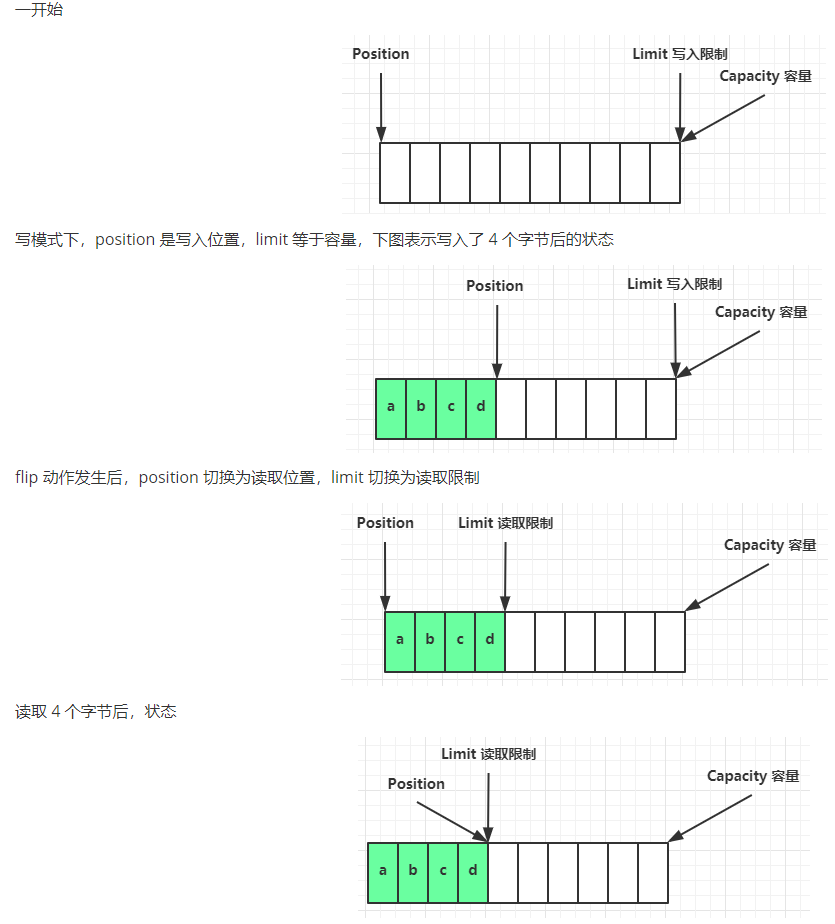 一开始
Position
Limit 写入限制
Capacity 容量
写模式下，position 是写入位置，limit 等于容量，下图表示写入了 4 个字节后的状态
Position
Limit 写入限制
Capacity 容量
a b c d
flip 动作发生后，position 切换为读取位置，limit 切换为读取限制
Position
Limit 读取限制
Capacity 容量
a b c d
读取 4 个字节后，状态
Limit 读取限制
Position
Capacity 容量
a b c d